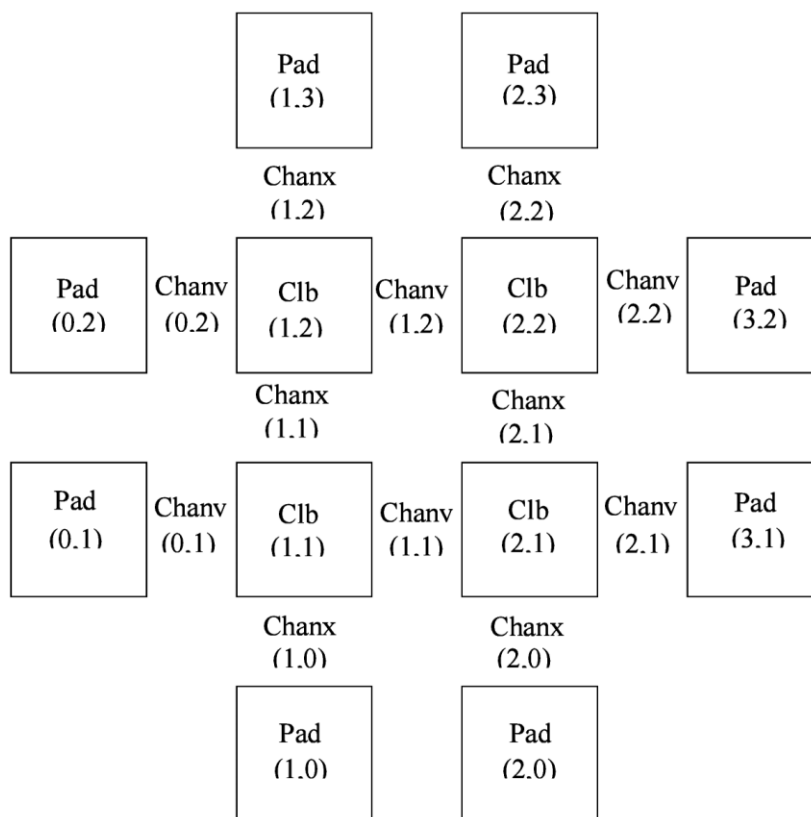 Pad
(1.3)
Pad
(2.3)
Chanx
(1.2)
Chanx
(2.2)
Pad
(0.2)
Chanv
(0.2)
Clb
(1.2)
Chanv
(1.2)
Clb
(2.2)
Chanv
(2.2)
Pad
(3.2)
Chanx
(1.1)
Chanx
(2.1)
Pad
(0.1)
Chanv
(0.1)
Clb
(1.1)
Chanv
(1.1)
Clb
(2.1)
Chanv
(2.1)
Pad
(3.1)
Chanx
(1.0)
Chanx
(2.0)
Pad
(1.0)
Pad
(2.0)